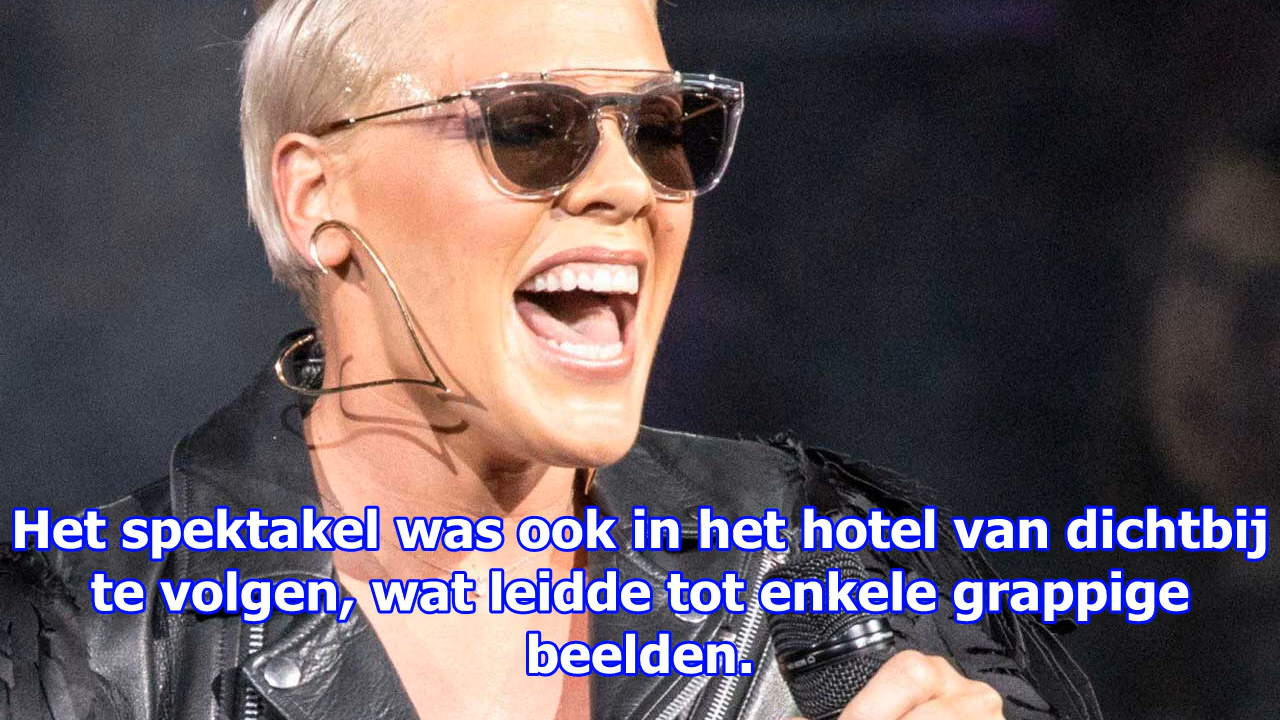 Het spektakel was ook in het hotel van dichtbij
te volgen, wat leidde tot enkele grappige
beelden.